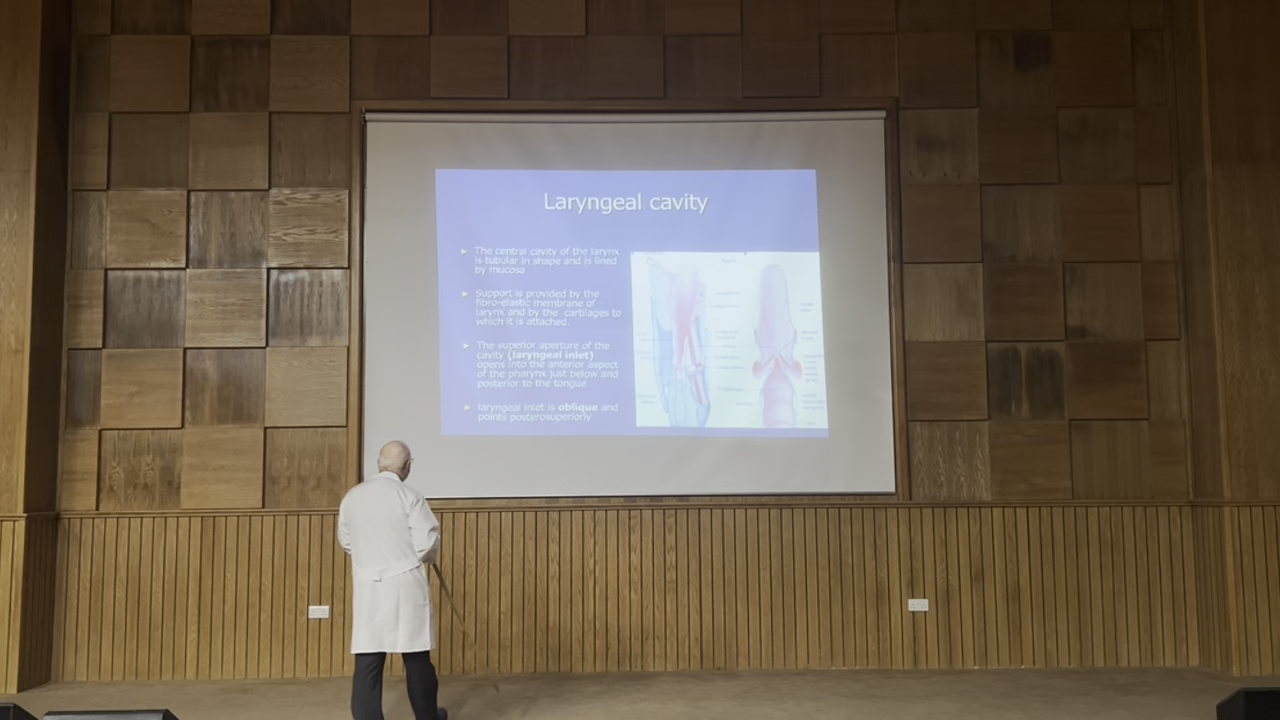 Laryngeal cavity
► The central cavity of the larynx
is tubular in shape and is lined
by mucosa
► Support is provided by the
fibro-elastic membrane of
larynx and by the cartilages to
which it is attached.
► The superior aperture of the
cavity (laryngeal inlet)
opens into the anterior aspect
of the pharynx just below and
posterior to the tongue
► laryngeal inlet is oblique and
points posterosuperiorly